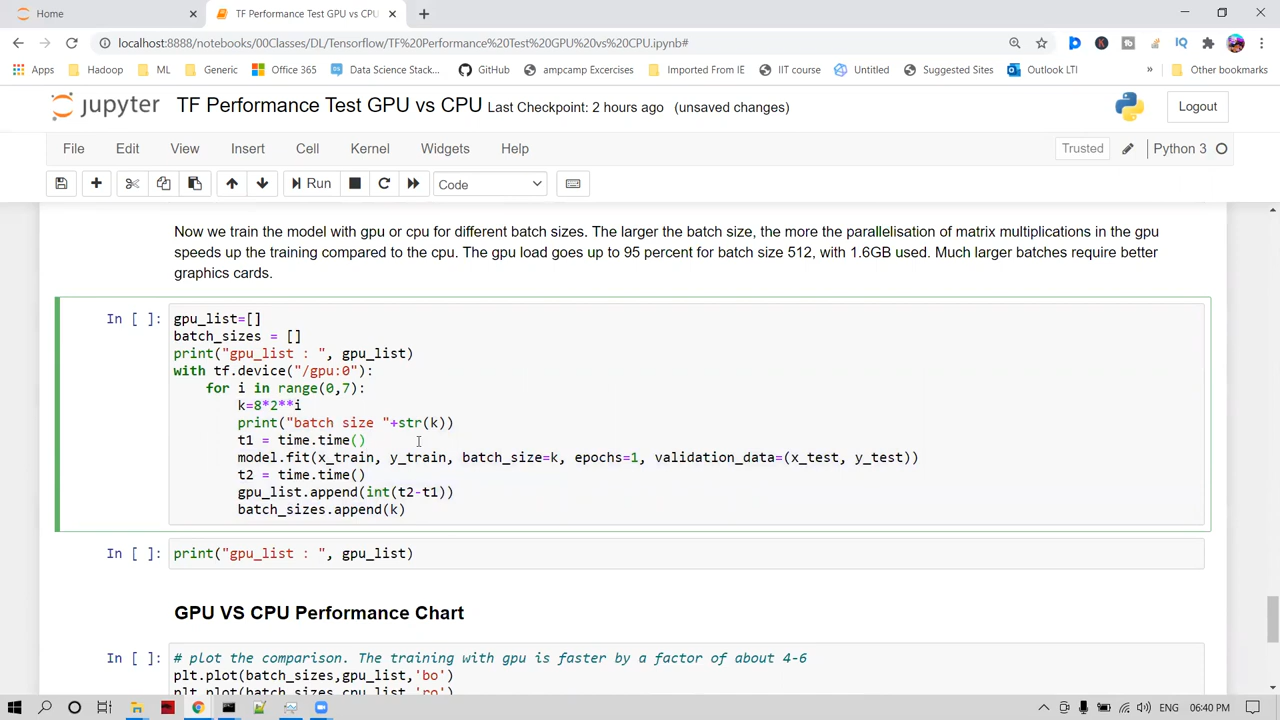 Home
TF Performance Test GPU vs CPU
localhost:8888/notebooks/00Classes/DL/Tensorflow/TF%20Performance%20Test%20GPU%20vs%20CPU.ipynb#
Apps Hadoop ML Generic Office 365 Data Science Stack... GitHub ampcamp Excercises Imported From IE IIT course Untitled Suggested Sites Outlook LTI » Other bookmarks
jupyter TF Performance Test GPU vs CPU Last Checkpoint: 2 hours ago (unsaved changes) Logout
File Edit View Insert Cell Kernel Widgets Help Trusted Python 3
Run Code
Now we train the model with gpu or cpu for different batch sizes. The larger the batch size, the more the parallelisation of matrix multiplications in the gpu
speeds up the training compared to the cpu. The gpu load goes up to 95 percent for batch size 512, with 1.6GB used. Much larger batches require better
graphics cards.
In [ ]: gpu_list=[]
batch_sizes = []
print("gpu_list : ", gpu_list)
with tf.device("/gpu:0"):
for i in range(0,7):
k=8*2**i
print("batch size "+str(k))
t1 = time.time()
model.fit(x_train, y_train, batch_size=k, epochs=1, validation_data=(x_test, y_test))
t2 = time.time()
gpu_list.append(int(t2-t1))
batch_sizes.append(k)
In [ ]: print("gpu_list : ", gpu_list)
GPU VS CPU Performance Chart
In [ ]: # plot the comparison. The training with gpu is faster by a factor of about 4-6
plt.plot(batch_sizes,gpu_list,'bo')
plt.plot(batch_sizes,cpu_list,'ro')
ENG 06:40 PM